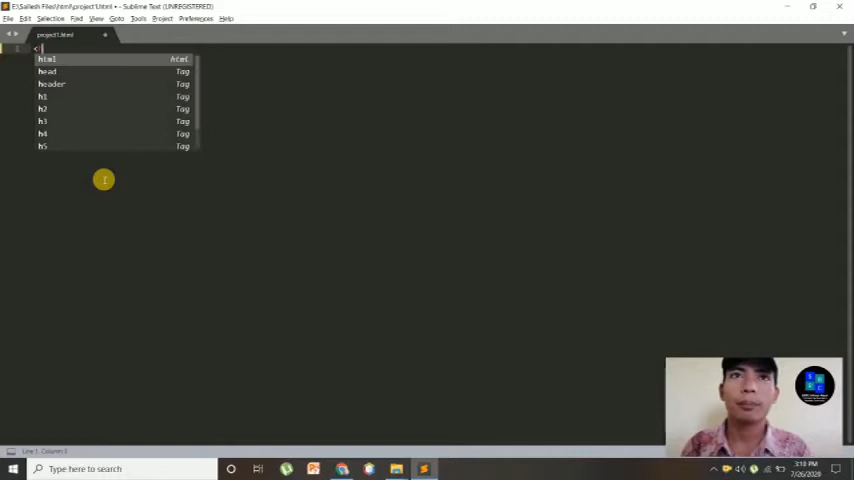 E:\Sailesh Files\html\project1.html • - Sublime Text (UNREGISTERED)
File Edit Selection Find View Goto Tools Project Preferences Help
project1.html
1 <
html Html
head Tag
header Tag
h1 Tag
h2 Tag
h3 Tag
h4 Tag
h5 Tag
Line 1, Column 3
Type here to search
3:10 PM
7/26/2020